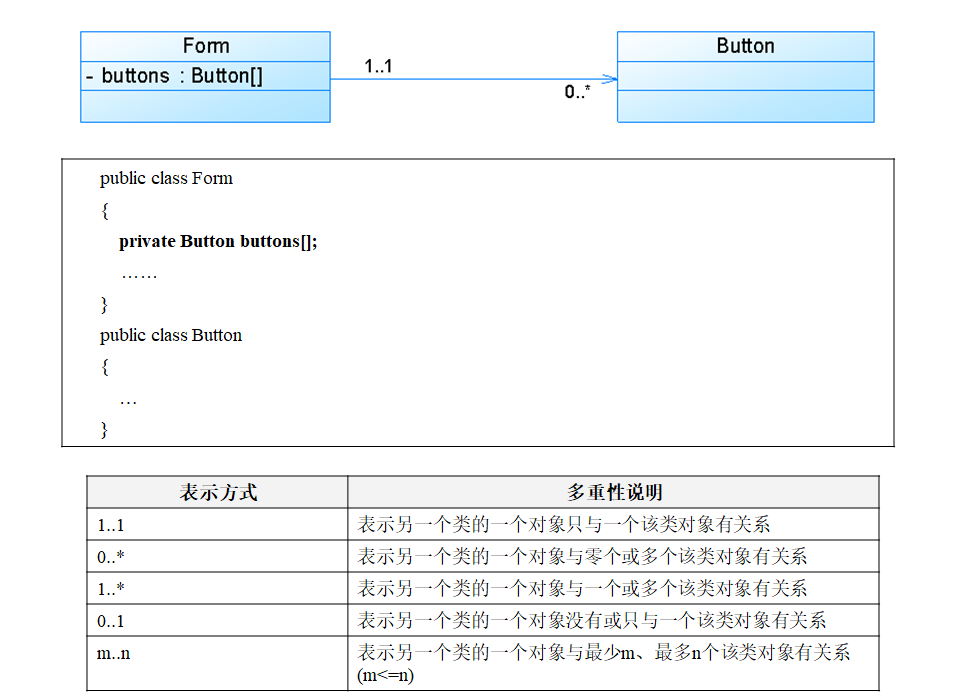 Form
- buttons : Button[]
1..1
0..*
Button
public class Form
{
private Button buttons[];
……
}
public class Button
{
…
}
表示方式 多重性说明
1..1 表示另一个类的一个对象只与一个该类对象有关系
0..* 表示另一个类的一个对象与零个或多个该类对象有关系
1..* 表示另一个类的一个对象与一个或多个该类对象有关系
0..1 表示另一个类的一个对象没有或只与一个该类对象有关系
m..n 表示另一个类的一个对象与最少m、最多n个该类对象有关系
(m<=n)